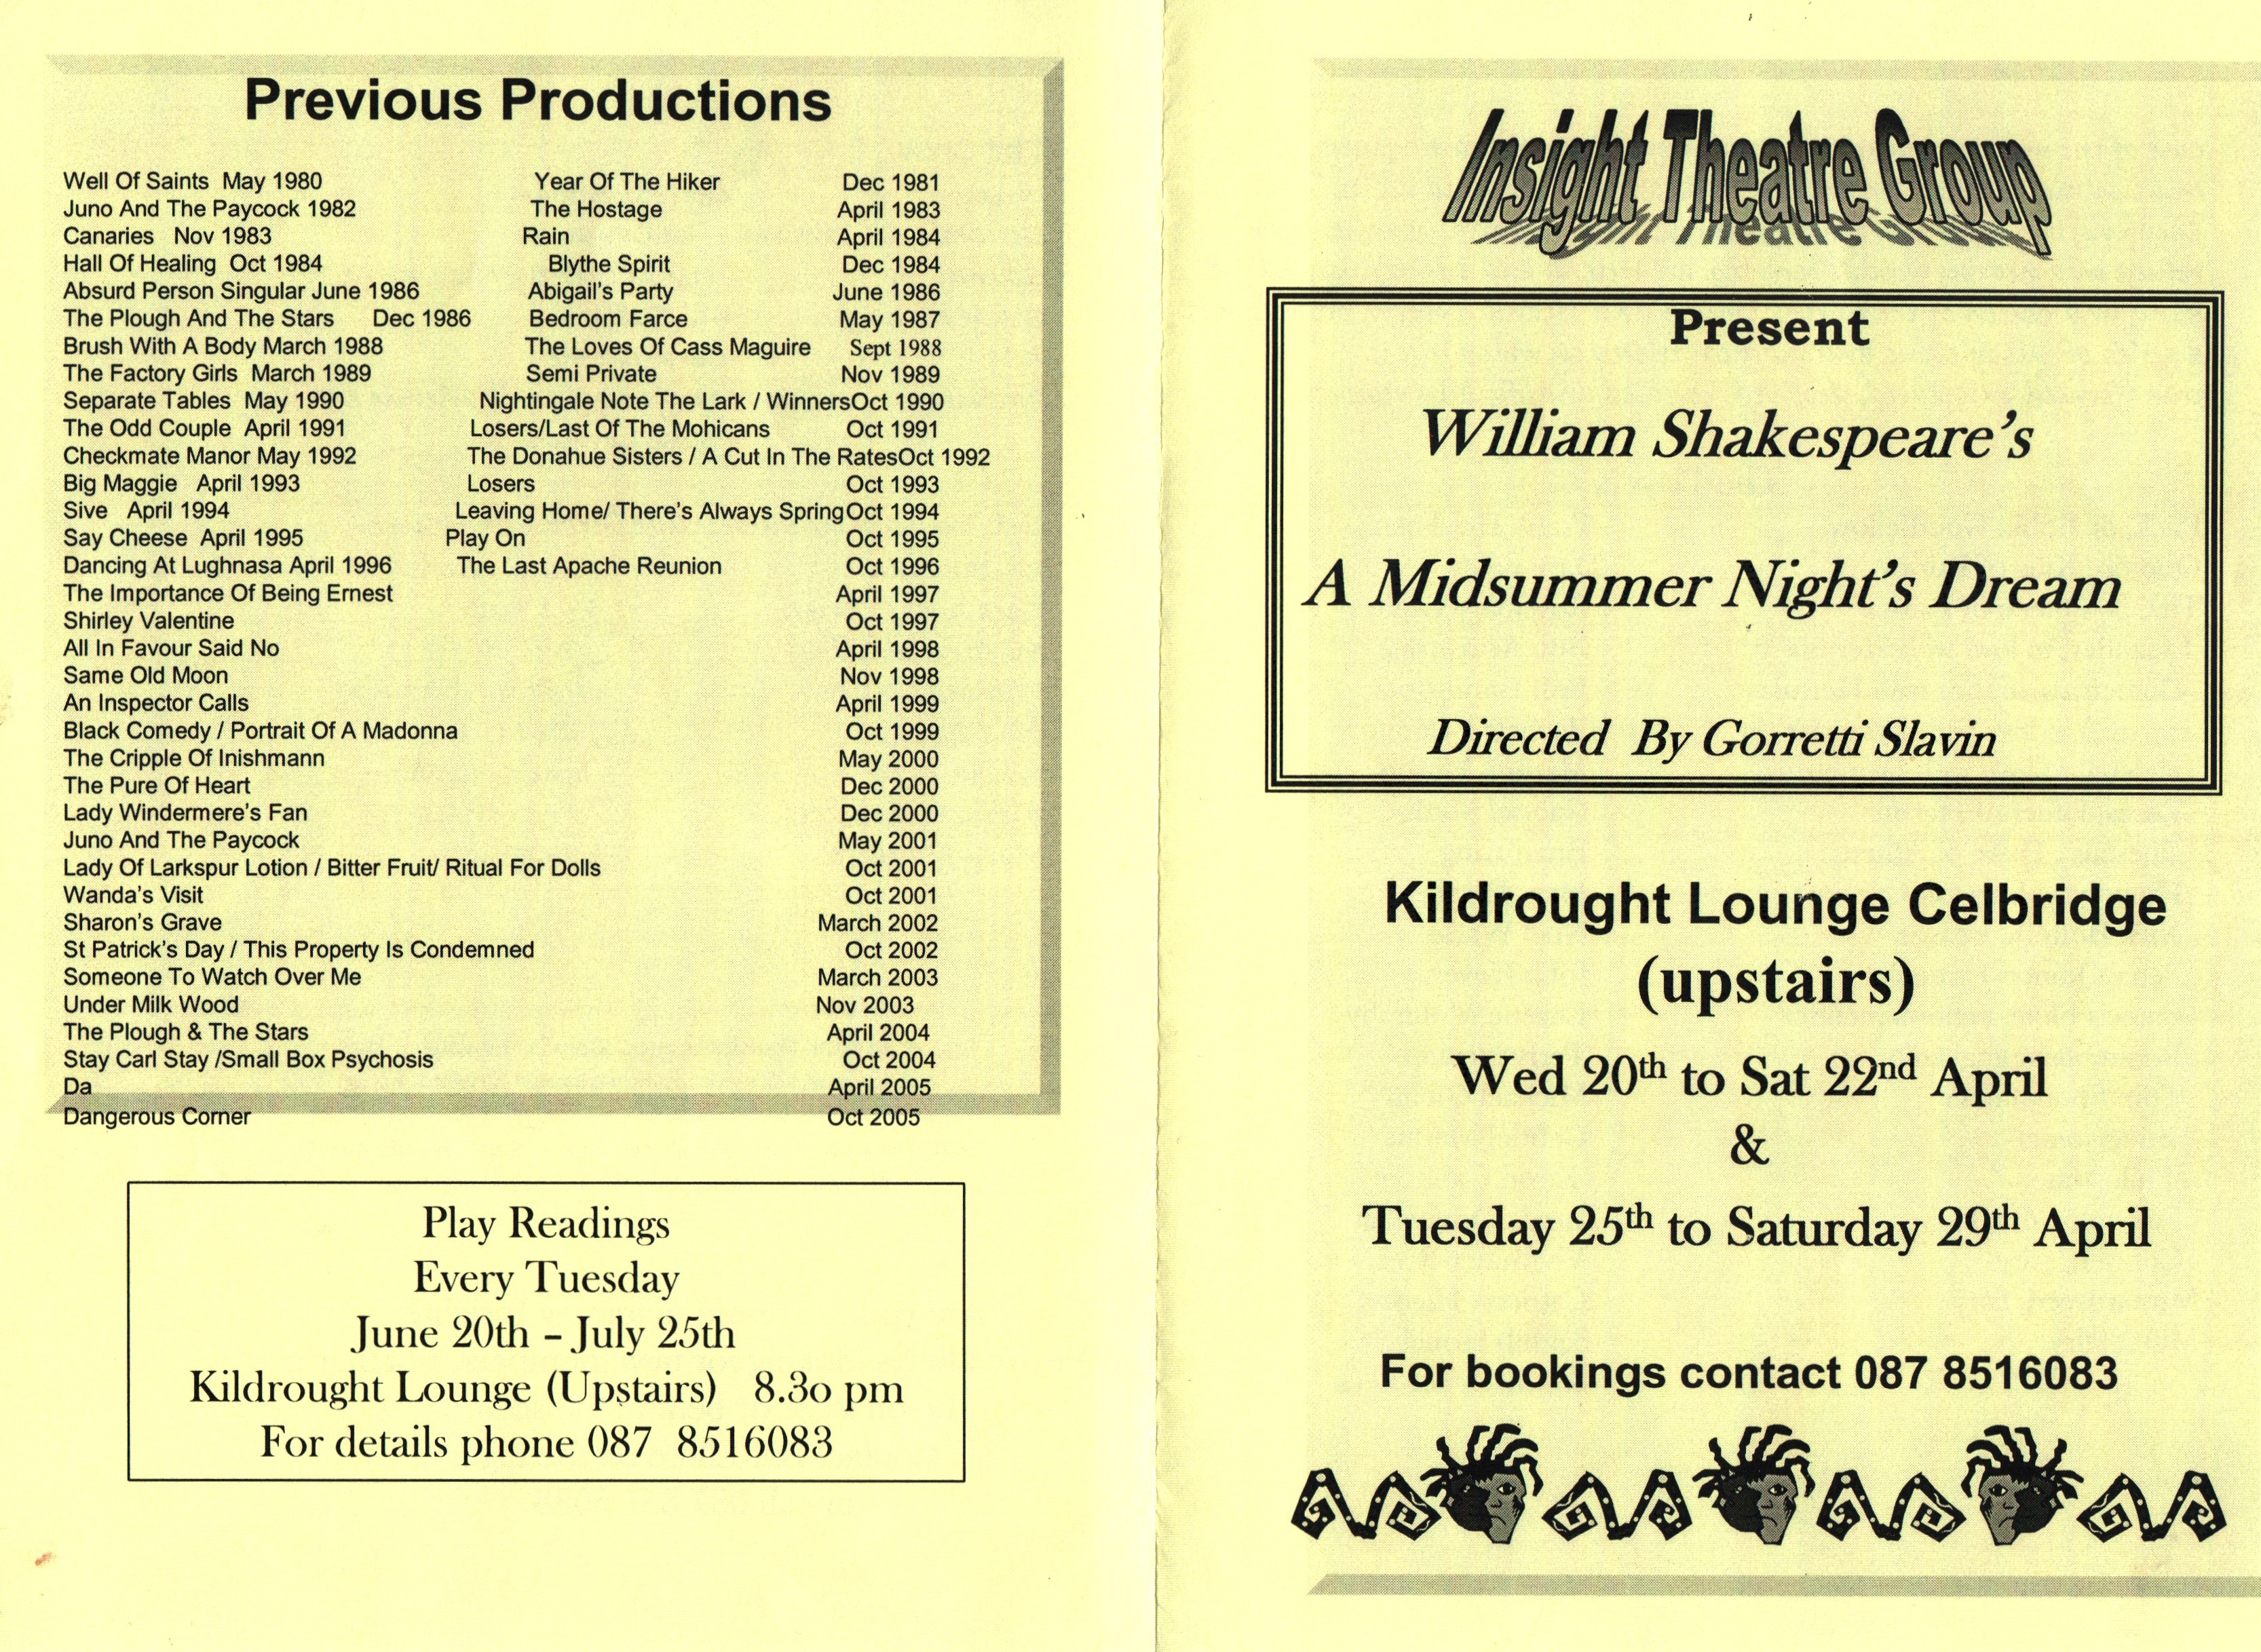 Previous Productions
Well Of Saints May 1980 Year Of The Hiker Dec 1981
Juno And The Paycock 1982 The Hostage April 1983
Canaries Nov 1983 Rain April 1984
Hall Of Healing Oct 1984 Blythe Spirit Dec 1984
Absurd Person Singular June 1986 Abigail's Party June 1986
The Plough And The Stars Dec 1986 Bedroom Farce May 1987
Brush With A Body March 1988 The Loves Of Cass Maguire Sept 1988
The Factory Girls March 1989 Semi Private Nov 1989
Separate Tables May 1990 Nightingale Note The Lark / WinnersOct 1990
The Odd Couple April 1991 Losers/Last Of The Mohicans Oct 1991
Checkmate Manor May 1992 The Donahue Sisters / A Cut In The RatesOct 1992
Big Maggie April 1993 Losers Oct 1993
Sive April 1994 Leaving Home/ There's Always SpringOct 1994
Say Cheese April 1995 Play On Oct 1995
Dancing At Lughnasa April 1996 The Last Apache Reunion Oct 1996
The Importance Of Being Ernest April 1997
Shirley Valentine Oct 1997
All In Favour Said No April 1998
Same Old Moon Nov 1998
An Inspector Calls April 1999
Black Comedy / Portrait Of A Madonna Oct 1999
The Cripple Of Inishmann May 2000
The Pure Of Heart Dec 2000
Lady Windermere's Fan Dec 2000
Juno And The Paycock May 2001
Lady Of Larkspur Lotion / Bitter Fruit/ Ritual For Dolls Oct 2001
Wanda's Visit Oct 2001
Sharon's Grave March 2002
St Patrick's Day / This Property Is Condemned Oct 2002
Someone To Watch Over Me March 2003
Under Milk Wood Nov 2003
The Plough & The Stars April 2004
Stay Carl Stay /Small Box Psychosis Oct 2004
Da April 2005
Dangerous Corner Oct 2005
Play Readings
Every Tuesday
June 20th – July 25th
Kildrought Lounge (Upstairs) 8.3o pm
For details phone 087 8516083
Insight Theatre Group
Present
William Shakespeare's
A Midsummer Night's Dream
Directed By Gorretti Slavin
Kildrought Lounge Celbridge
(upstairs)
Wed 20th to Sat 22nd April
&
Tuesday 25th to Saturday 29th April
For bookings contact 087 8516083